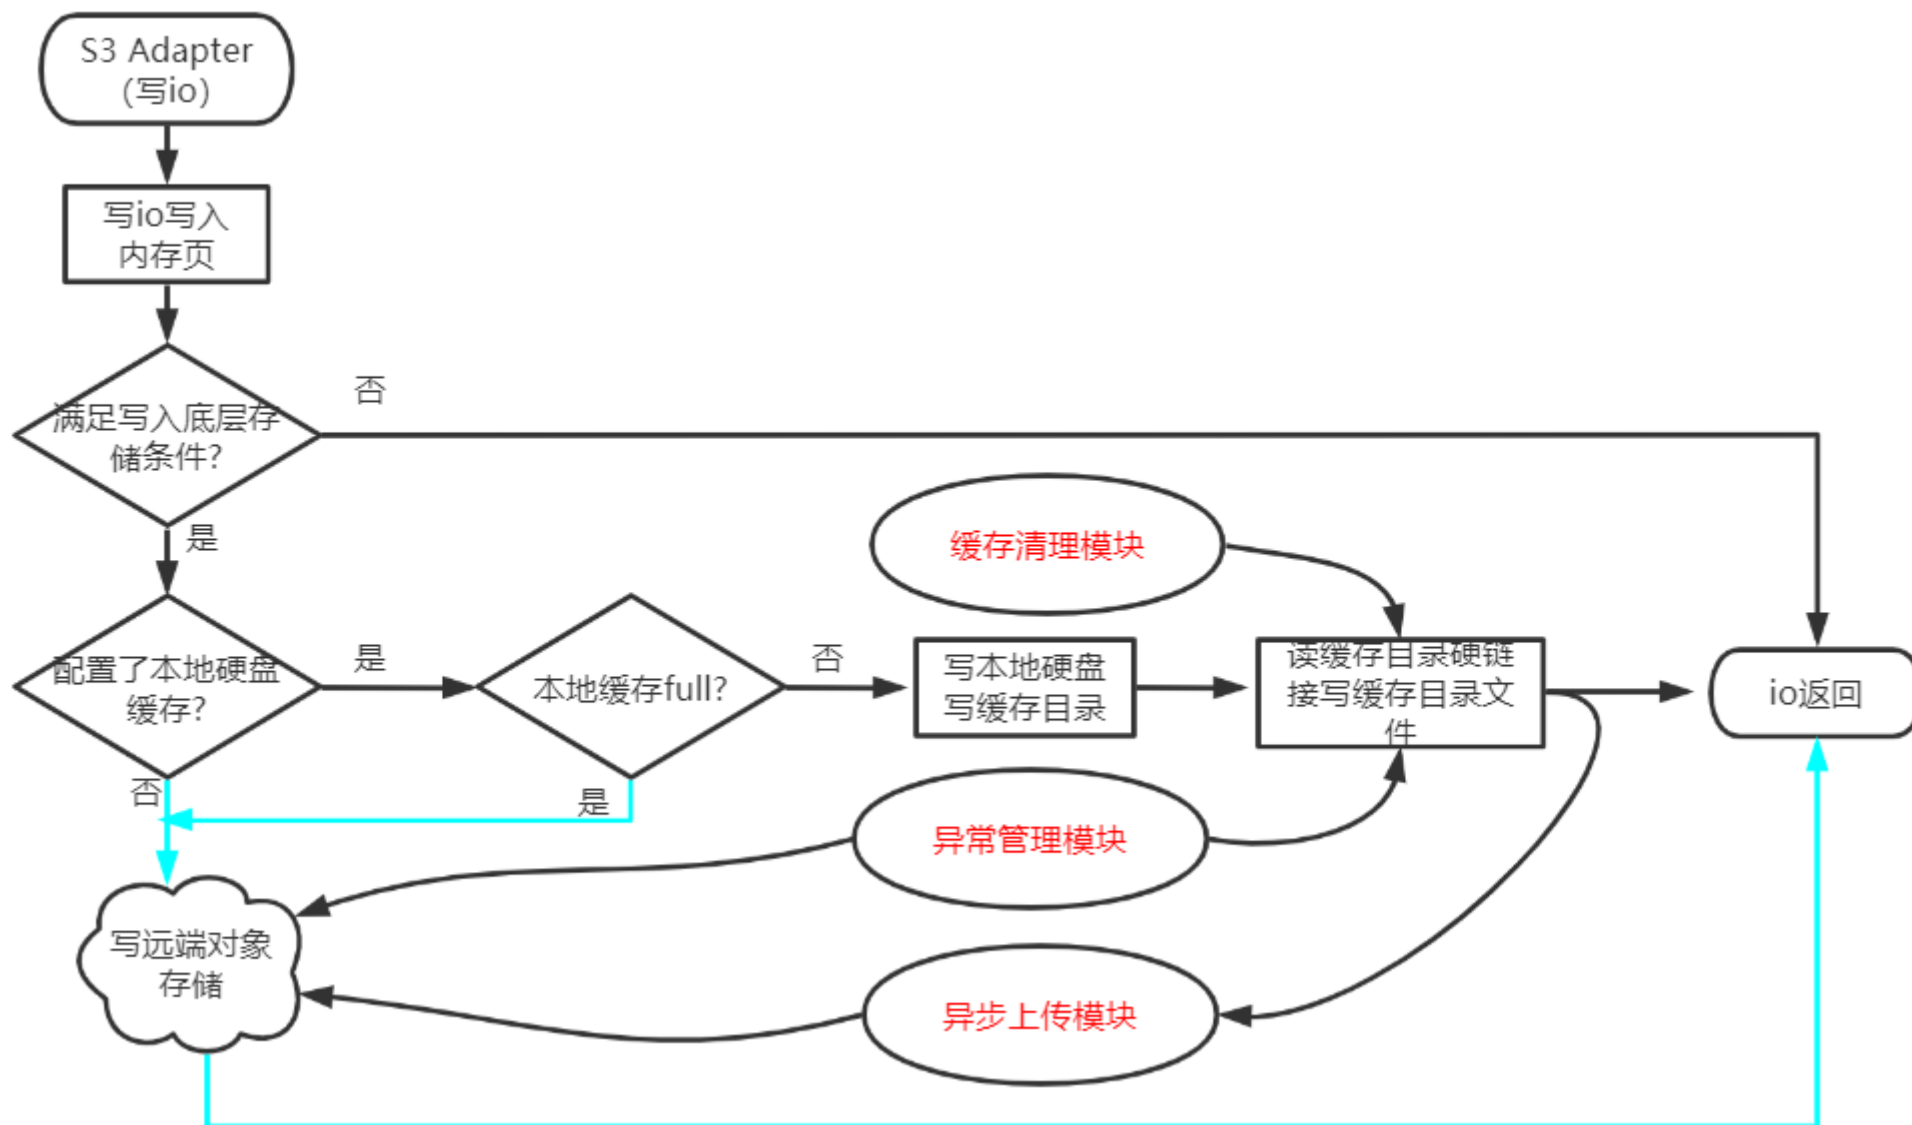 S3 Adapter
（写io）
写io写入
内存页
满足写入底层存
储条件?
否
是
配置了本地硬盘
缓存?
是
本地缓存full?
否
写本地硬盘
写缓存目录
缓存清理模块
读缓存目录硬链
接写缓存目录文
件
io返回
否
是
异常管理模块
写远端对象
存储
异步上传模块